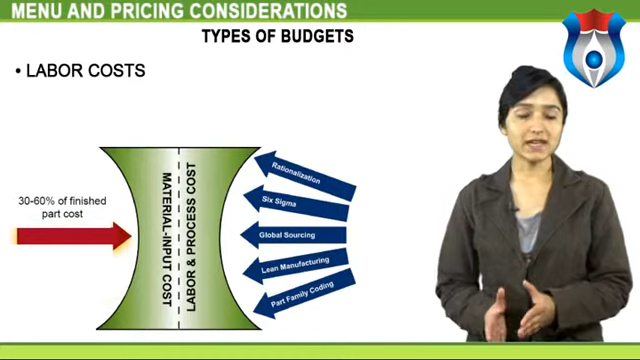 MENU AND PRICING CONSIDERATIONS
TYPES OF BUDGETS
• LABOR COSTS
30-60% of finished
part cost
MATERIAL-INPUT COST
LABOR & PROCESS COST
Rationalization
Six Sigma
Global Sourcing
Lean Manufacturing
Part Family Coding